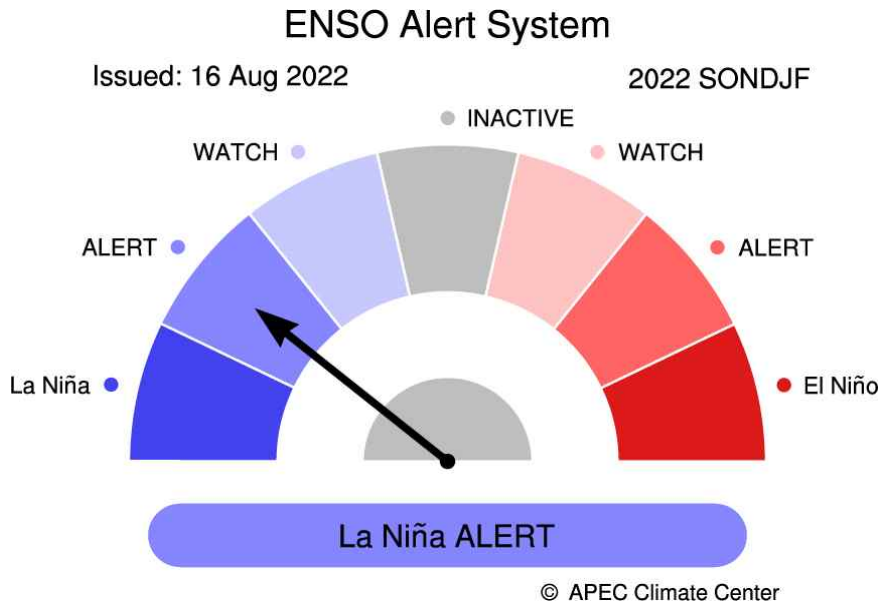 ENSO Alert System
Issued: 16 Aug 2022
2022 SONDJF
INACTIVE
WATCH
WATCH
ALERT
ALERT
La Niña
El Niño
La Niña ALERT
© APEC Climate Center